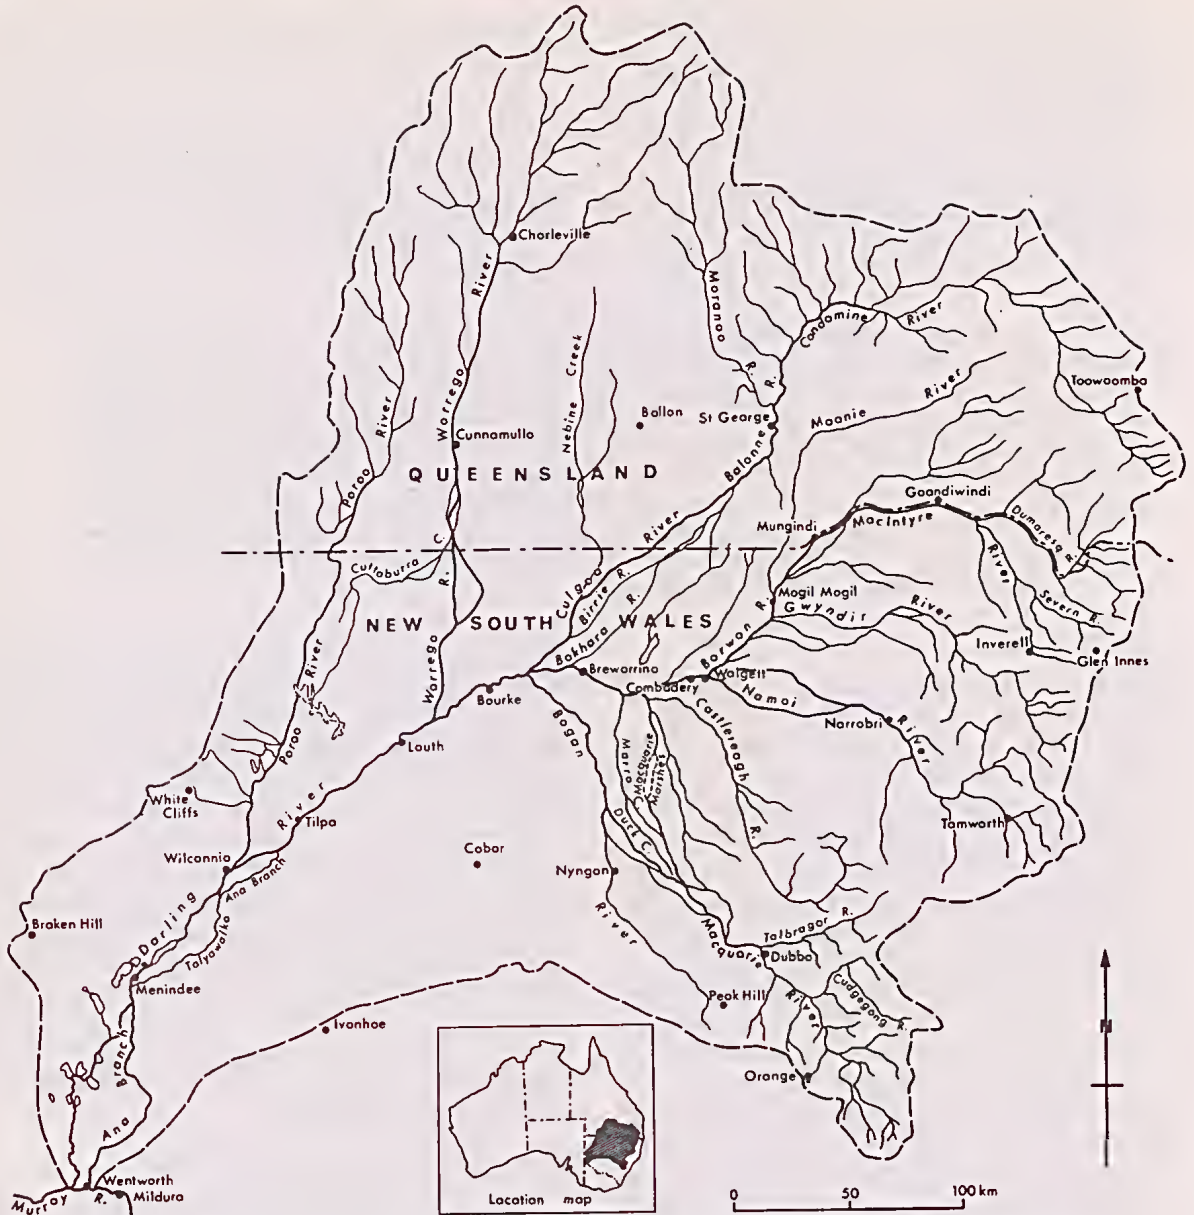 Chorleville
Warrego River
Maranoa R.
Condamine River
R.
Toowoomba
Nebine Creek
Ballon
St George
Moonie River
Paroo River
Cunnamullo
QUEENSLAND
Balonne River
Goondiwindi
Mungindi
MacIntyre
Dumaresq R.
Cuttaburra C.
Culgoa
Birrie R.
Bokhara R.
Mogil Mogil
Gwyndir River
River
Severn R.
NEW SOUTH WALES
Warrego R.
Barwon R.
Inverell
Glen Innes
Brewarrina
Combadery
Walgett
Namoi River
Narrobri
Bourke
Paroo River
Bogan River
Marra C.
Macquarie Marshes
Castlereagh R.
Louth
White
Cliffs
River
Tilpa
Duck C.
Tamworth
Wilcannia
Ana Branch
Cobar
Nyngan
Broken Hill
Darling
Talyawalka
Macquarie River
Talbragar R.
Dubbo
Menindee
Cudgegong R.
Peak Hill
N
Ivanhoe
Ana Branch
Orange
Wentworth
Murray R.
Mildura
Location map
0 50 100 km